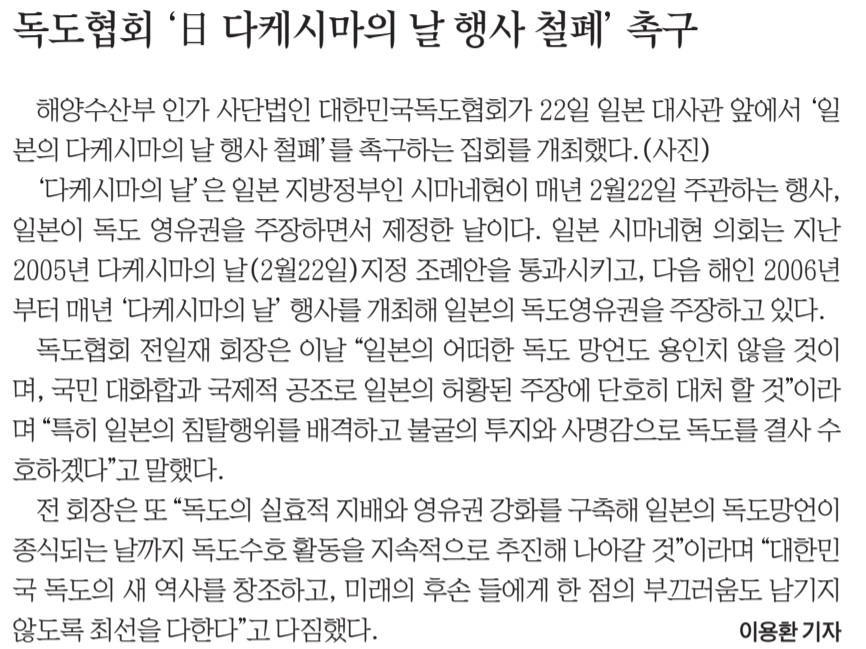 독도협회 ‘日 다케시마의 날 행사 철폐’ 촉구
해양수산부 인가 사단법인 대한민국독도협회가 22일 일본 대사관 앞에서 ‘일
본의 다케시마의 날 행사 철폐’를 촉구하는 집회를 개최했다.(사진)
‘다케시마의 날’은 일본 지방정부인 시마네현이 매년 2월22일 주관하는 행사,
일본이 독도 영유권을 주장하면서 제정한 날이다. 일본 시마네현 의회는 지난
2005년 다케시마의 날(2월22일)지정 조례안을 통과시키고, 다음 해인 2006년
부터 매년 ‘다케시마의 날’ 행사를 개최해 일본의 독도영유권을 주장하고 있다.
독도협회 전일재 회장은 이날 “일본의 어떠한 독도 망언도 용인치 않을 것이
며, 국민 대화합과 국제적 공조로 일본의 허황된 주장에 단호히 대처 할 것”이라
며 “특히 일본의 침탈행위를 배격하고 불굴의 투지와 사명감으로 독도를 결사 수
호하겠다”고 말했다.
전 회장은 또 “독도의 실효적 지배와 영유권 강화를 구축해 일본의 독도망언이
종식되는 날까지 독도수호 활동을 지속적으로 추진해 나아갈 것”이라며 “대한민
국 독도의 새 역사를 창조하고, 미래의 후손 들에게 한 점의 부끄러움도 남기지
않도록 최선을 다한다”고 다짐했다. 이용환 기자